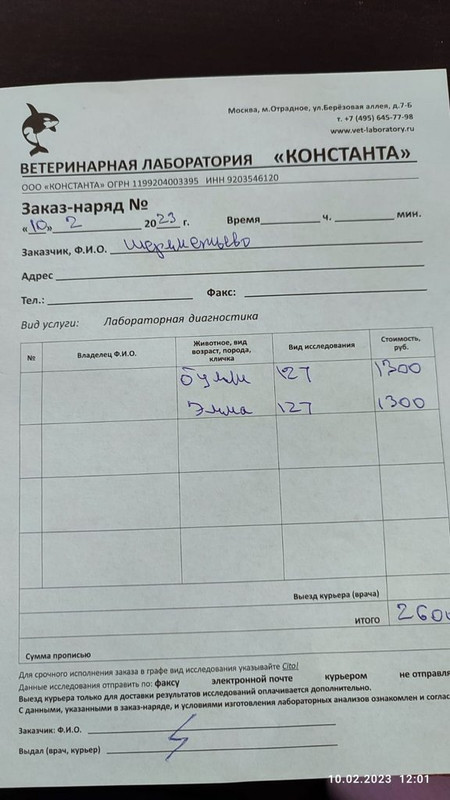 Москва, м.Отрадное, ул.Берёзовая аллея, д.7-Б
т. +7 (495) 645-77-98
www.vet-laboratory.ru
ВЕТЕРИНАРНАЯ ЛАБОРАТОРИЯ «КОНСТАНТА»
ООО «КОНСТАНТА» ОГРН 1199204003395 ИНН 9203546120
Заказ-наряд №
«10» 2 2023 г. Время ч. мин.
Заказчик, Ф.И.О. Шереметьево
Адрес
Тел.: Факс:
Вид услуги: Лабораторная диагностика
№ Владец Ф.И.О. Животное, вид возраст, порода, кличка Вид исследования Стоимость, руб.
127 1300
Эмма 127 1300
Выезд курьера (врача)
ИТОГО 2600
Сумма прописью
Для срочного исполнения заказа в графе вид исследования указывайте Cito!
Данные исследования отправить по: факсу электронной почте курьером не отправля
Выезд курьера только для доставки результатов исследований оплачивается дополнительно.
С данными, указанными в заказ-наряде, и условиями изготовления лабораторных анализов ознакомлен и соглас
Заказчик: Ф.И.О.
Выдал (врач, курьер)
10.02.2023 12:01